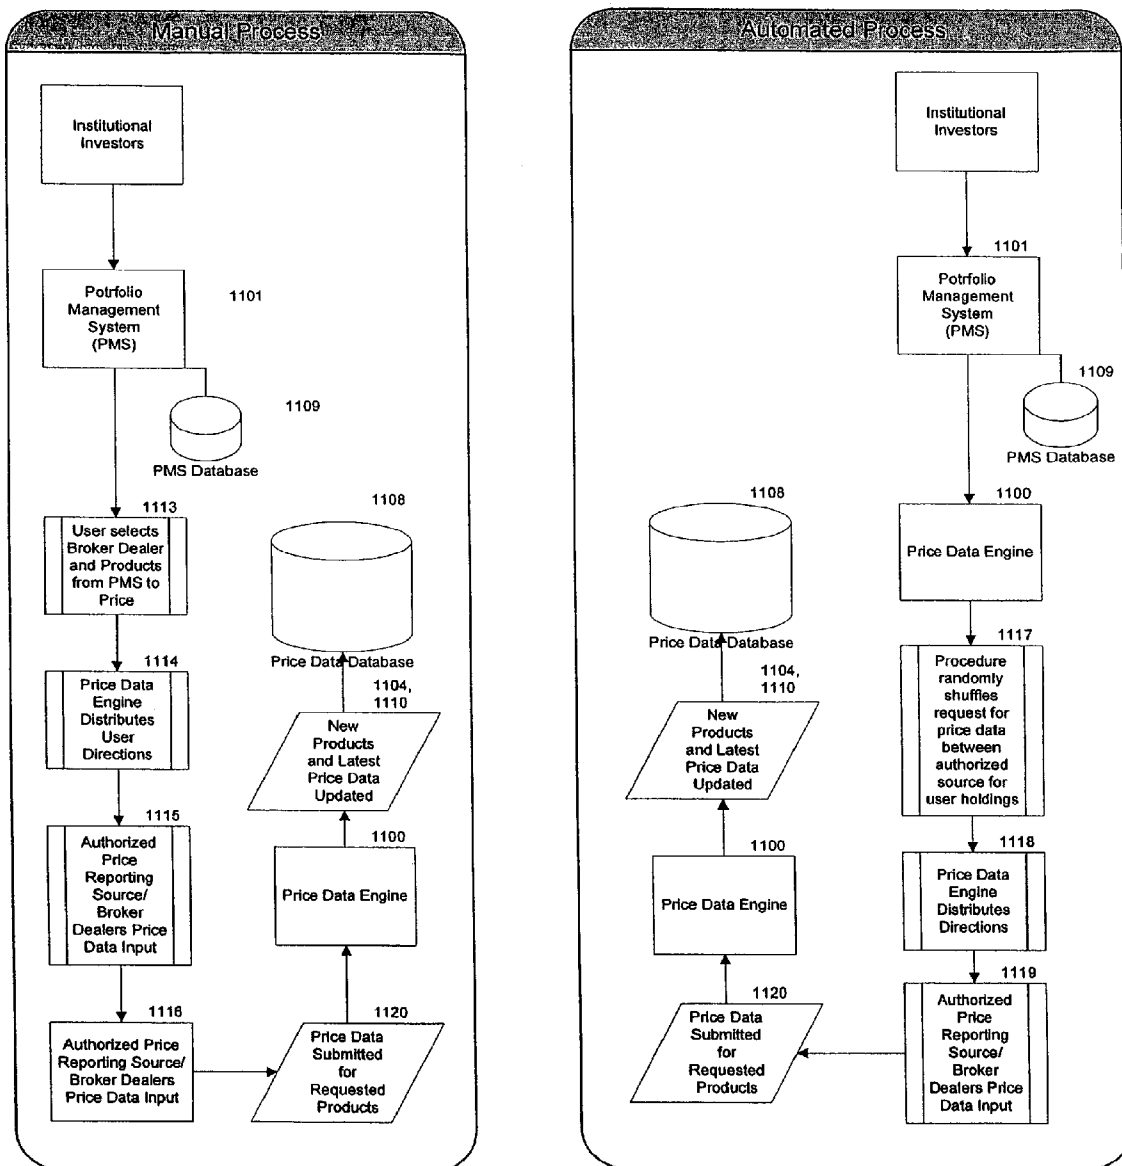 Manual Process
Institutional
Investors
Potrfolio
Management
System
(PMS)
1101
1109
PMS Database
1113
User selects
Broker Dealer
and Products
from PMS to
Price
1114
Price Data
Engine
Distributes
User
Directions
1115
Authorized
Price
Reporting
Source/
Broker
Dealers Price
Data Input
1116
Authorized Price
Reporting Source/
Broker Dealers
Price Data Input
1108
Price Data Database
1104,
1110
New
Products
and Latest
Price Data
Updated
1100
Price Data Engine
1120
Price Data
Submitted
for
Requested
Products
Automated Process
Institutional
Investors
1101
Potrfolio
Management
System
(PMS)
1109
PMS Database
1100
Price Data Engine
1117
Procedure
randomly
shuffles
request for
price data
between
authorized
source for
user holdings
1118
Price Data
Engine
Distributes
Directions
1119
Authorized
Price
Reporting
Source/
Broker
Dealers Price
Data Input
1108
Price Data Database
1104,
1110
New
Products
and Latest
Price Data
Updated
1100
Price Data Engine
1120
Price Data
Submitted
for
Requested
Products